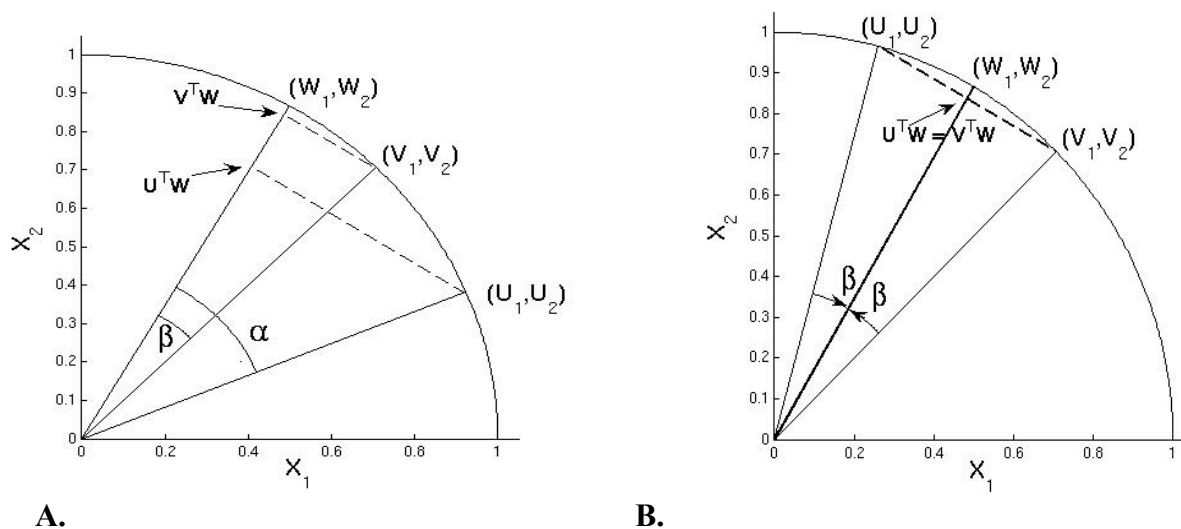 (W₁,W₂)
VᵀW
(V₁,V₂)
UᵀW
(U₁,U₂)
β
α
X₂
1
0.9
0.8
0.7
0.6
0.5
0.4
0.3
0.2
0.1
0
0
0.2
0.4
0.6
0.8
1
X₁
A.
(U₁,U₂)
(W₁,W₂)
UᵀW = VᵀW
(V₁,V₂)
β
β
X₂
1
0.9
0.8
0.7
0.6
0.5
0.4
0.3
0.2
0.1
0
0
0.2
0.4
0.6
0.8
1
X₁
B.